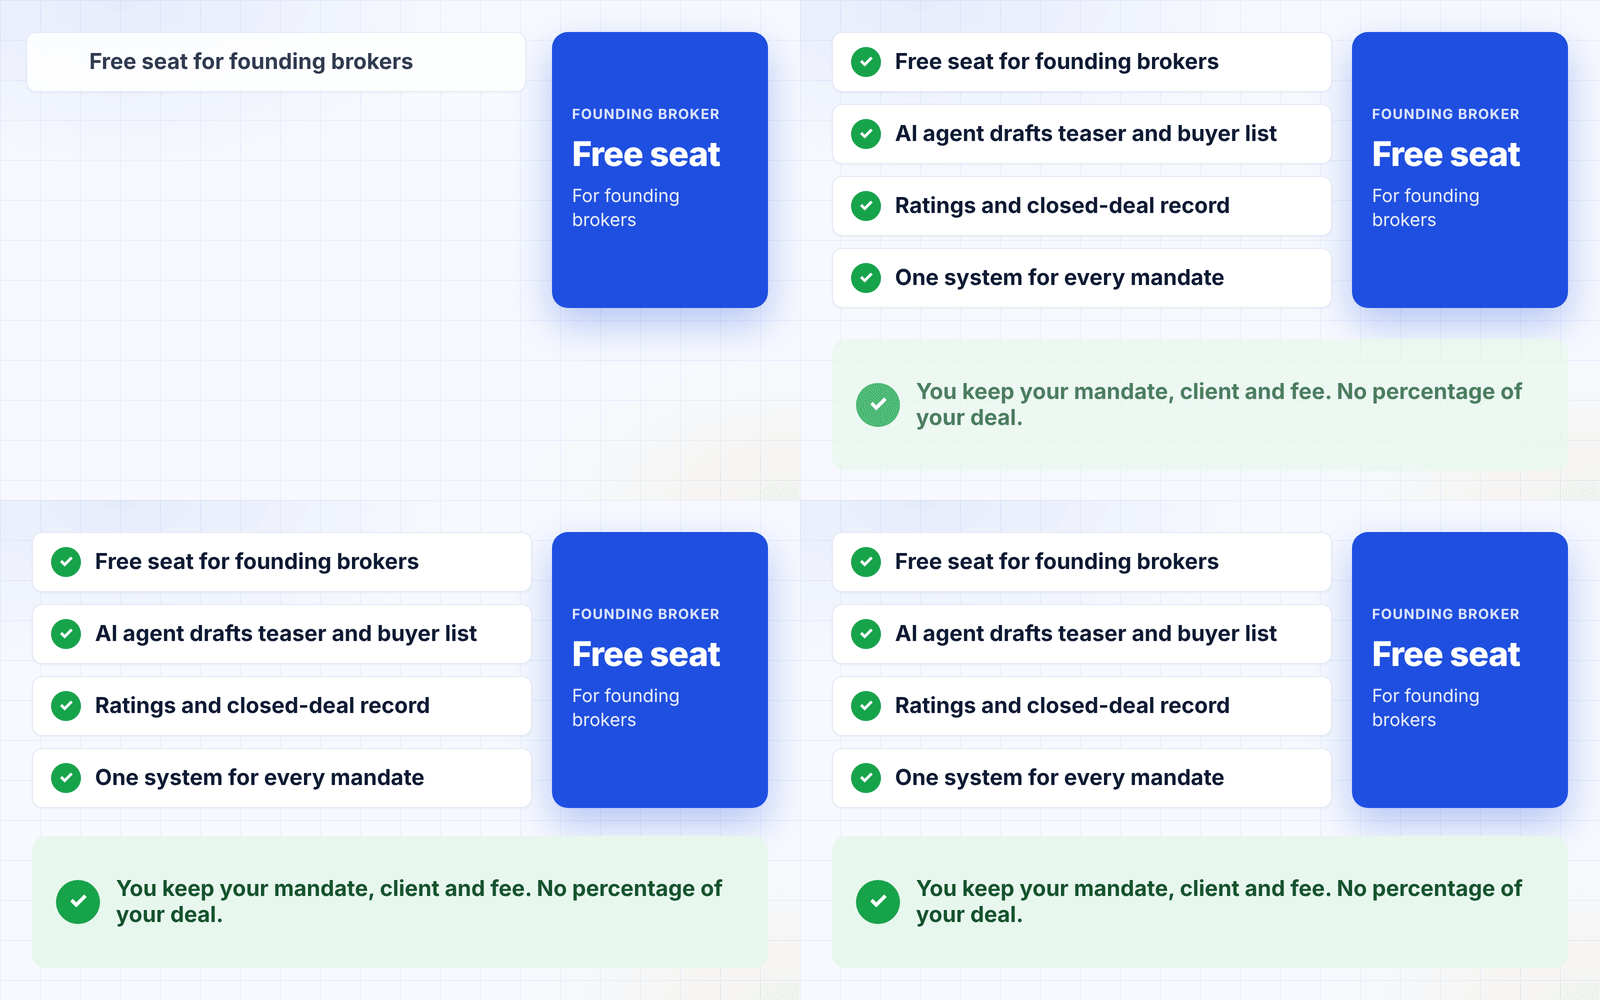 Free seat for founding brokers
FOUNDING BROKER
Free seat
For founding
brokers
Free seat for founding brokers
AI agent drafts teaser and buyer list
Ratings and closed-deal record
One system for every mandate
FOUNDING BROKER
Free seat
For founding
brokers
You keep your mandate, client and fee. No percentage of
your deal.
Free seat for founding brokers
AI agent drafts teaser and buyer list
Ratings and closed-deal record
One system for every mandate
FOUNDING BROKER
Free seat
For founding
brokers
You keep your mandate, client and fee. No percentage of
your deal.
Free seat for founding brokers
AI agent drafts teaser and buyer list
Ratings and closed-deal record
One system for every mandate
FOUNDING BROKER
Free seat
For founding
brokers
You keep your mandate, client and fee. No percentage of
your deal.